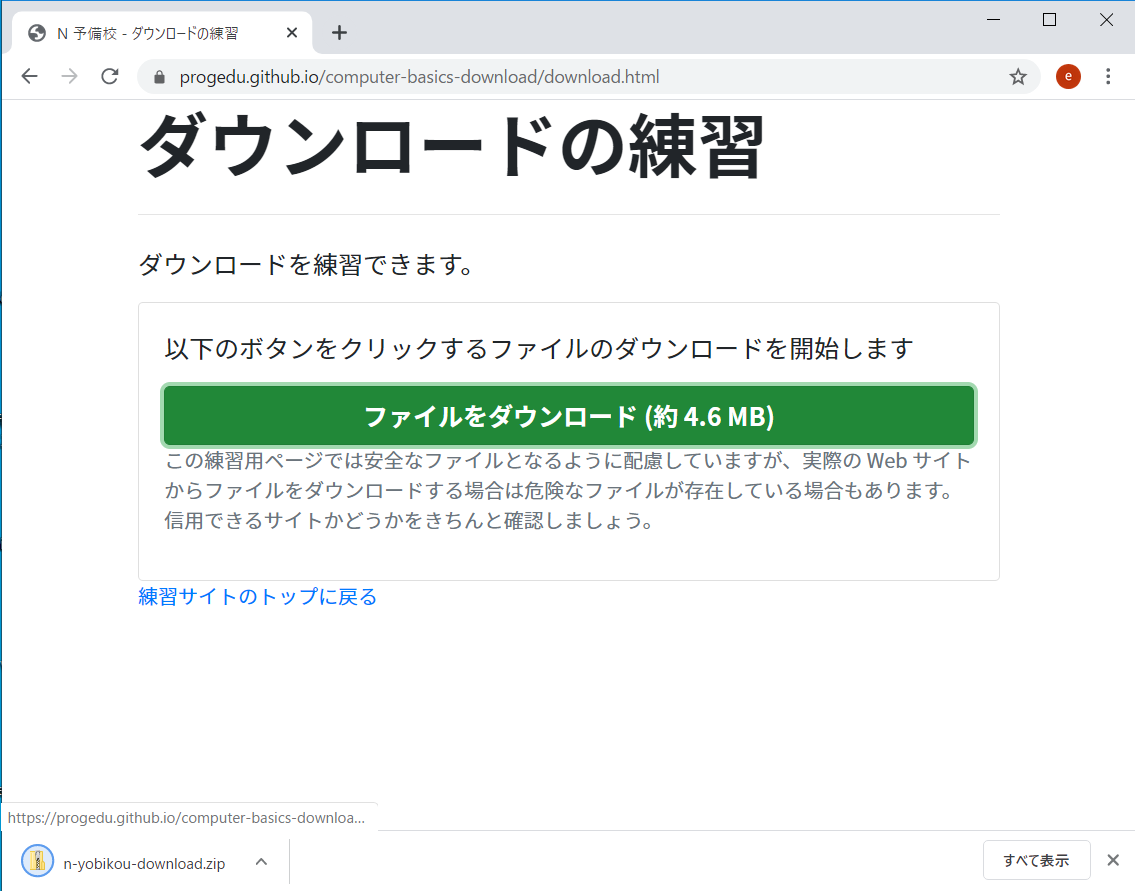 N 予備校 - ダウンロードの練習
progedu.github.io/computer-basics-download/download.html
e
ダウンロードの練習
ダウンロードを練習できます。
以下のボタンをクリックするファイルのダウンロードを開始します
ファイルをダウンロード (約 4.6 MB)
この練習用ページでは安全なファイルとなるように配慮していますが、実際の Web サイト
からファイルをダウンロードする場合は危険なファイルが存在している場合もあります。
信用できるサイトかどうかをきちんと確認しましょう。
練習サイトのトップに戻る
https://progedu.github.io/computer-basics-downloa...
n-yobikou-download.zip
すべて表示